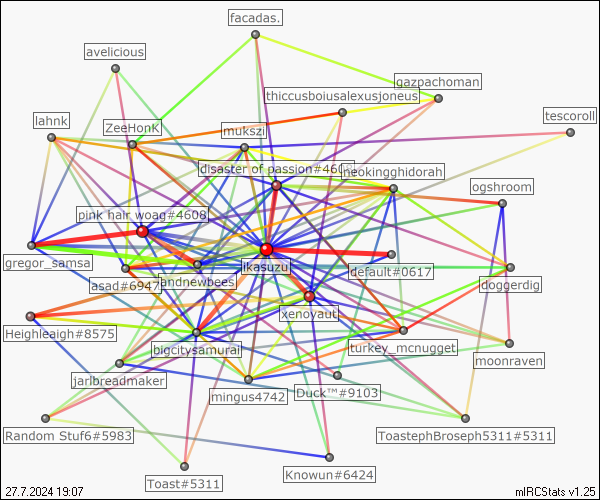 facadas.
avelicious
gazpachoman
thiccusboiusalexusjoneus
tescoroll
lahnk
ZeeHonK
mukszi
disaster of passion#460
neokingghidorah
ogshroom
pink hair woag#4608
gregor_samsa
ikasuzu
default#0617
asad#6947
andnewbees
doggerdig
xenoyaut
Heighleaigh#8575
bigcitysamurai
turkey_mcnugget
moonraven
jarlbreadmaker
mingus4742
Duck™#9103
Random Stuf6#5983
ToastephBroseph5311#5311
Toast#5311
Knowun#6424
27.7.2024 19:07
mIRCStats v1.25